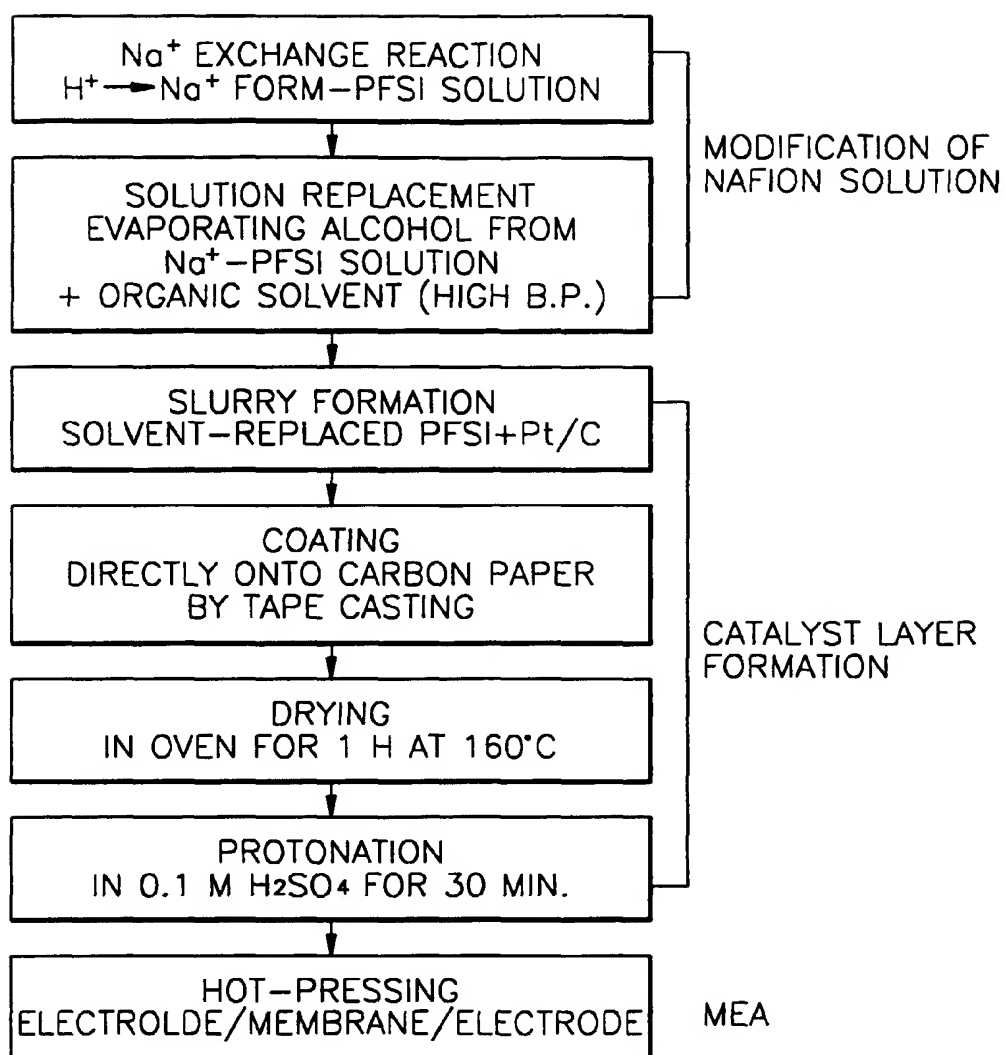 Na⁺ EXCHANGE REACTION
H⁺→Na⁺ FORM-PFSI SOLUTION
SOLUTION REPLACEMENT
EVAPORATING ALCOHOL FROM
Na⁺-PFSI SOLUTION
+ ORGANIC SOLVENT (HIGH B.P.)
MODIFICATION OF
NAFION SOLUTION
SLURRY FORMATION
SOLVENT-REPLACED PFSI+Pt/C
COATING
DIRECTLY ONTO CARBON PAPER
BY TAPE CASTING
DRYING
IN OVEN FOR 1 H AT 160°C
PROTONATION
IN 0.1 M H₂SO₄ FOR 30 MIN.
CATALYST LAYER
FORMATION
HOT-PRESSING
ELECTROLDE/MEMBRANE/ELECTRODE
MEA